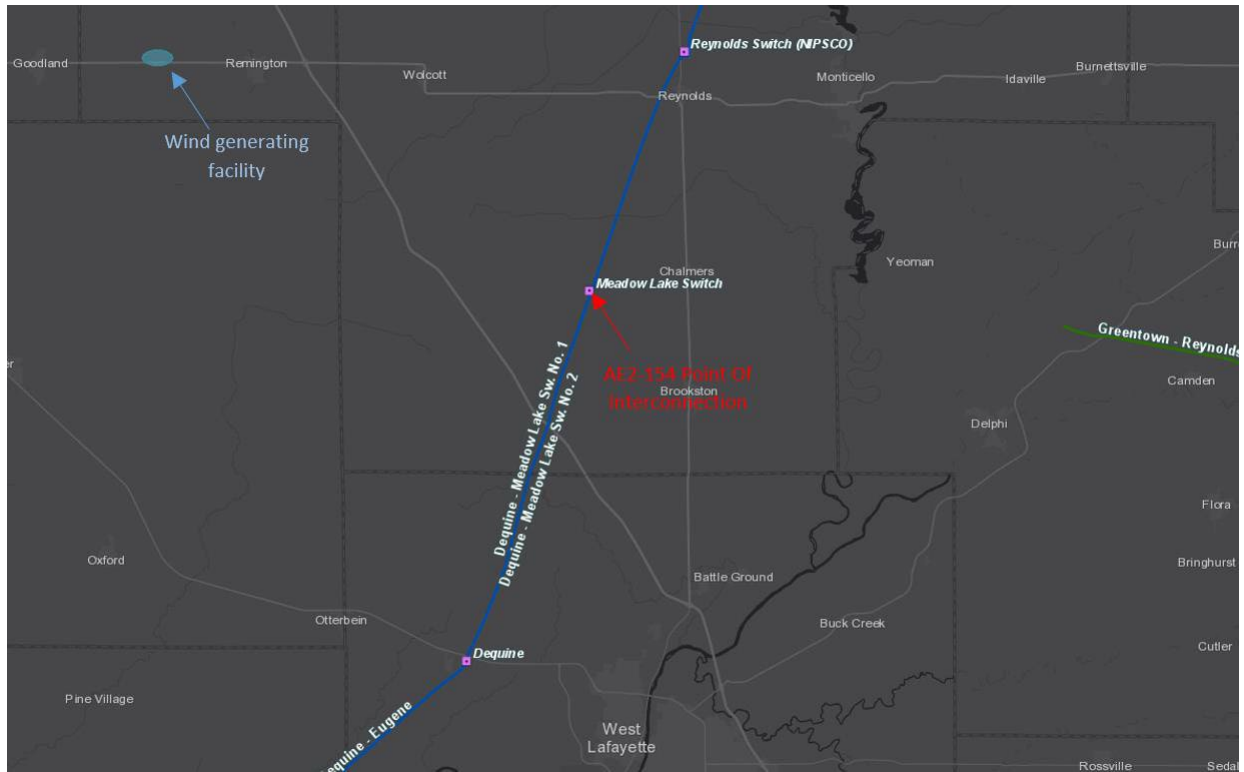 Reynolds Switch (NIPSCO)
Goodland
Remington
Wolcott
Monticello
Idaville
Burnettsville
Reynolds
Wind generating
facility
Yeoman
Burr
Chalmers
Meadow Lake Switch
Greentown - Reynolds
er
AE2-154 Point Of
Interconnection
Brookston
Camden
Dequine - Meadow Lake Sw. No. 1
Dequine - Meadow Lake Sw. No. 2
Delphi
Flora
Oxford
Bringhurst
Battle Ground
Otterbein
Buck Creek
Cutler
Dequine
Pine Village
West
Lafayette
Dequine - Eugene
Rossville
Sedal